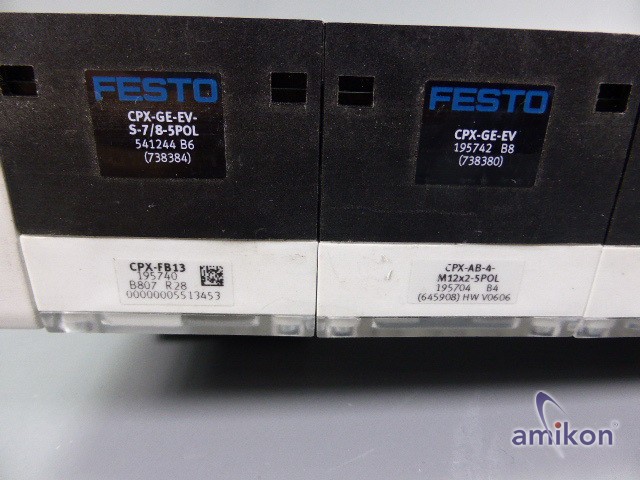 FESTO
CPX-GE-EV-
S-7/8-5POL
541244 B6
(738384)
FESTO
CPX-GE-EV
195742 B8
(738380)
CPX-FB13
195740
B807 R28
00000005513453
CPX-AB-4-
M12x2-5POL
195704 B4
(645908) HW V0606
amikon